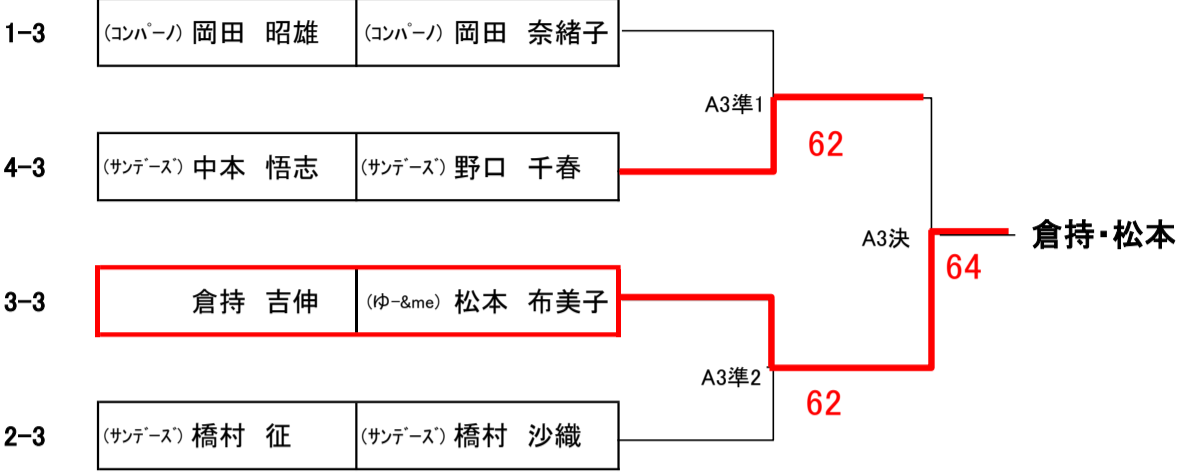 1-3 (コンパーノ) 岡田 昭雄 (コンパーノ) 岡田 奈緒子
A3準1
62
4-3 (サンデーズ) 中本 悟志 (サンデーズ) 野口 千春
A3決 倉持・松本
64
3-3 倉持 吉伸 (ゆー&me) 松本 布美子
A3準2
62
2-3 (サンデーズ) 橋村 征 (サンデーズ) 橋村 沙織